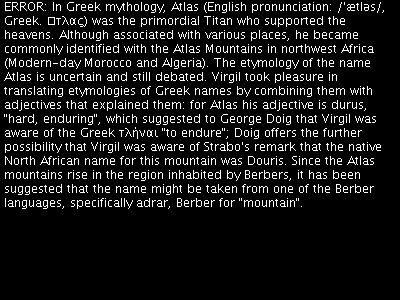 ERROR: In Greek mythology, Atlas (English pronunciation: /ˈætləs/,
Greek. □τλας) was the primordial Titan who supported the
heavens. Although associated with various places, he became
commonly identified with the Atlas Mountains in northwest Africa
(Modern-day Morocco and Algeria). The etymology of the name
Atlas is uncertain and still debated. Virgil took pleasure in
translating etymologies of Greek names by combining them with
adjectives that explained them: for Atlas his adjective is durus,
"hard, enduring", which suggested to George Doig that Virgil was
aware of the Greek τλήναι "to endure"; Doig offers the further
possibility that Virgil was aware of Strabo's remark that the native
North African name for this mountain was Douris. Since the Atlas
mountains rise in the region inhabited by Berbers, it has been
suggested that the name might be taken from one of the Berber
languages, specifically adrar, Berber for "mountain".